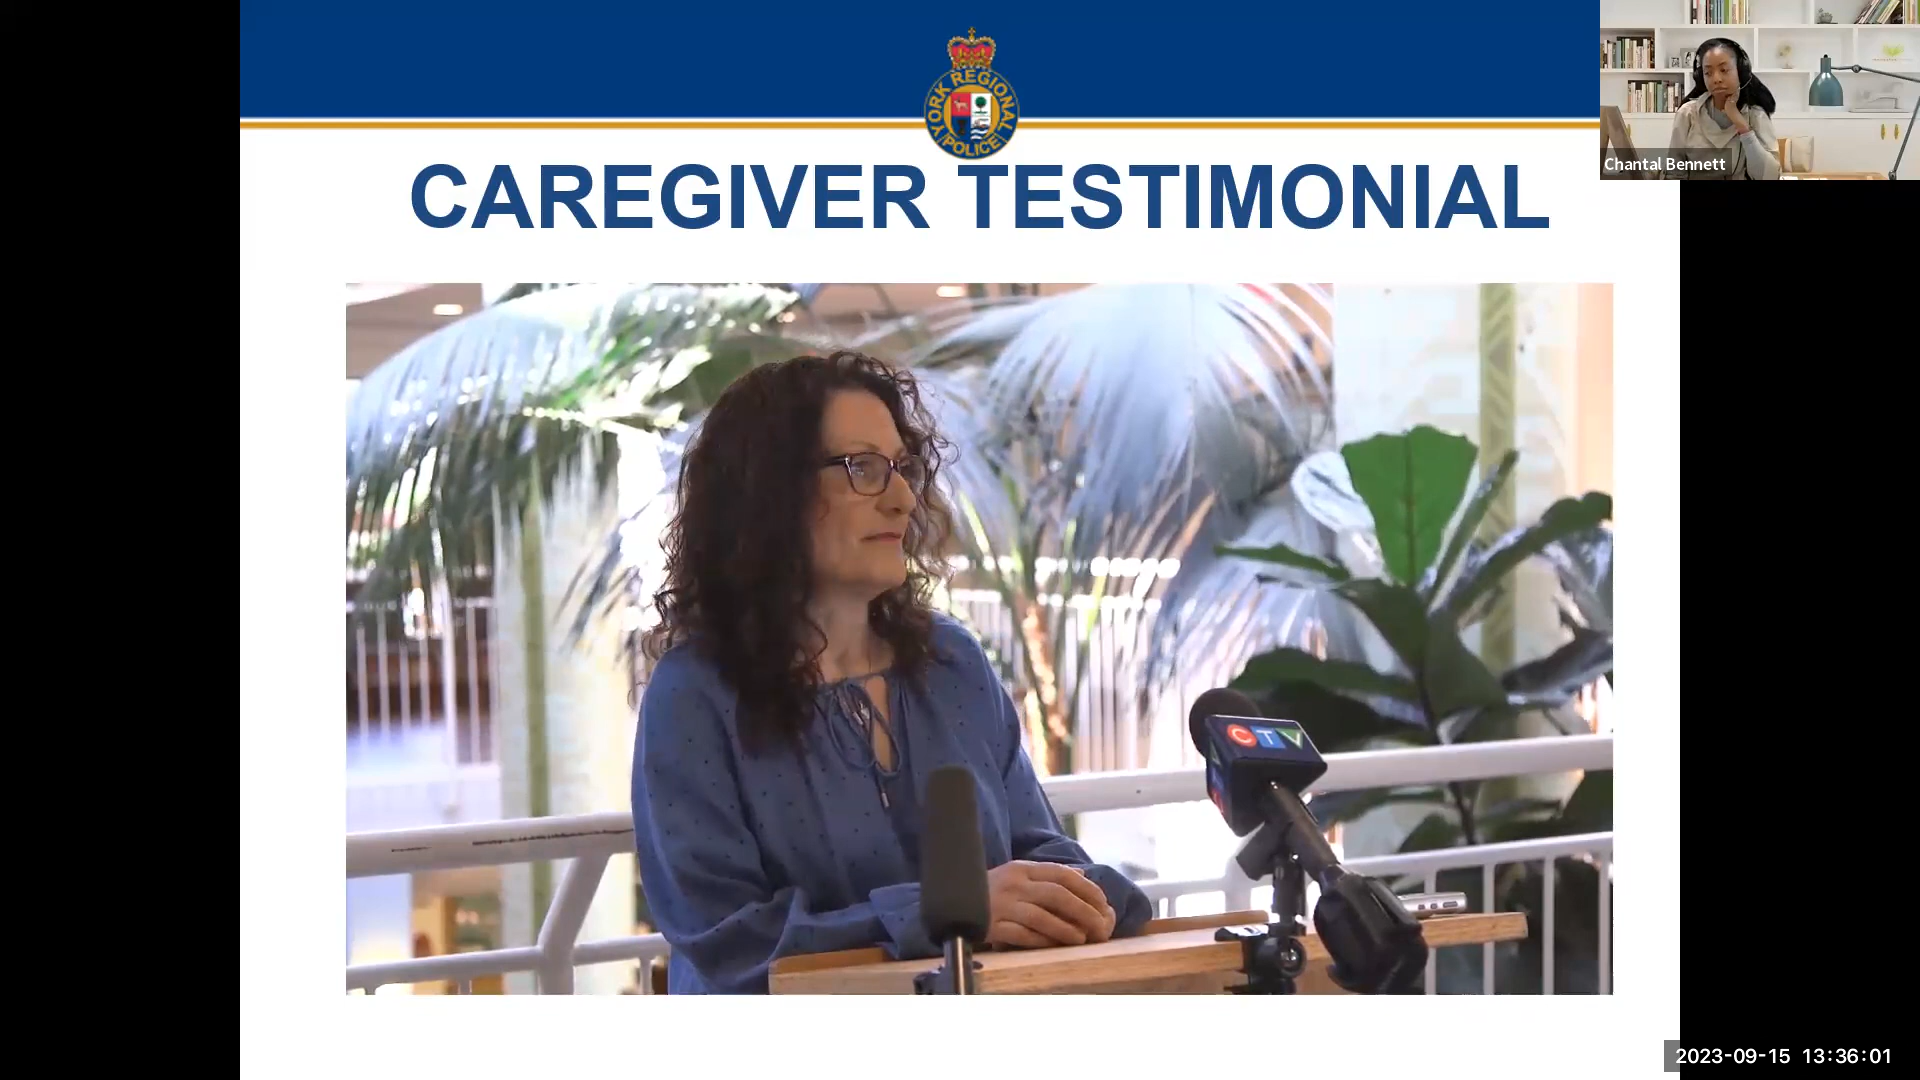 YORK REGIONAL
POLICE
Chantal Bennett
CAREGIVER TESTIMONIAL
CTV
2023-09-15 13:36:01